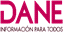 DANE
INFORMACIÓN PARA TODOS